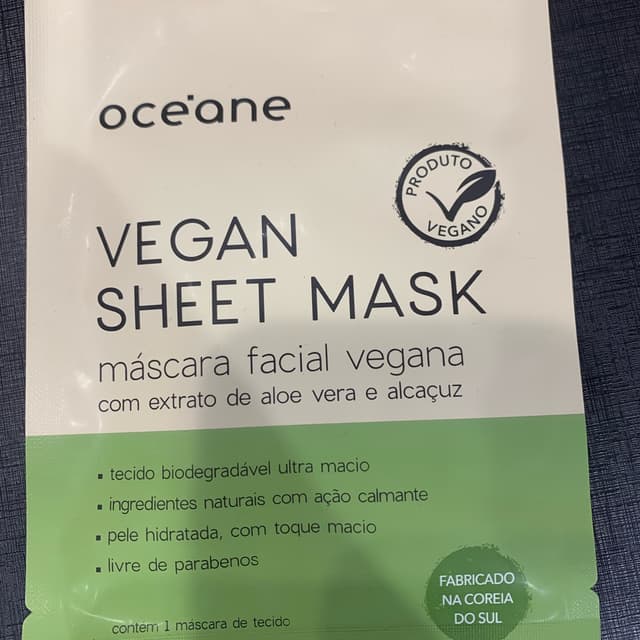 océane
PRODUTO
VEGANO
VEGAN
SHEET MASK
máscara facial vegana
com extrato de aloe vera e alcaçuz
▪ tecido biodegradável ultra macio
▪ ingredientes naturais com ação calmante
▪ pele hidratada, com toque macio
▪ livre de parabenos
FABRICADO
NA COREIA
DO SUL
contém 1 máscara de tecido